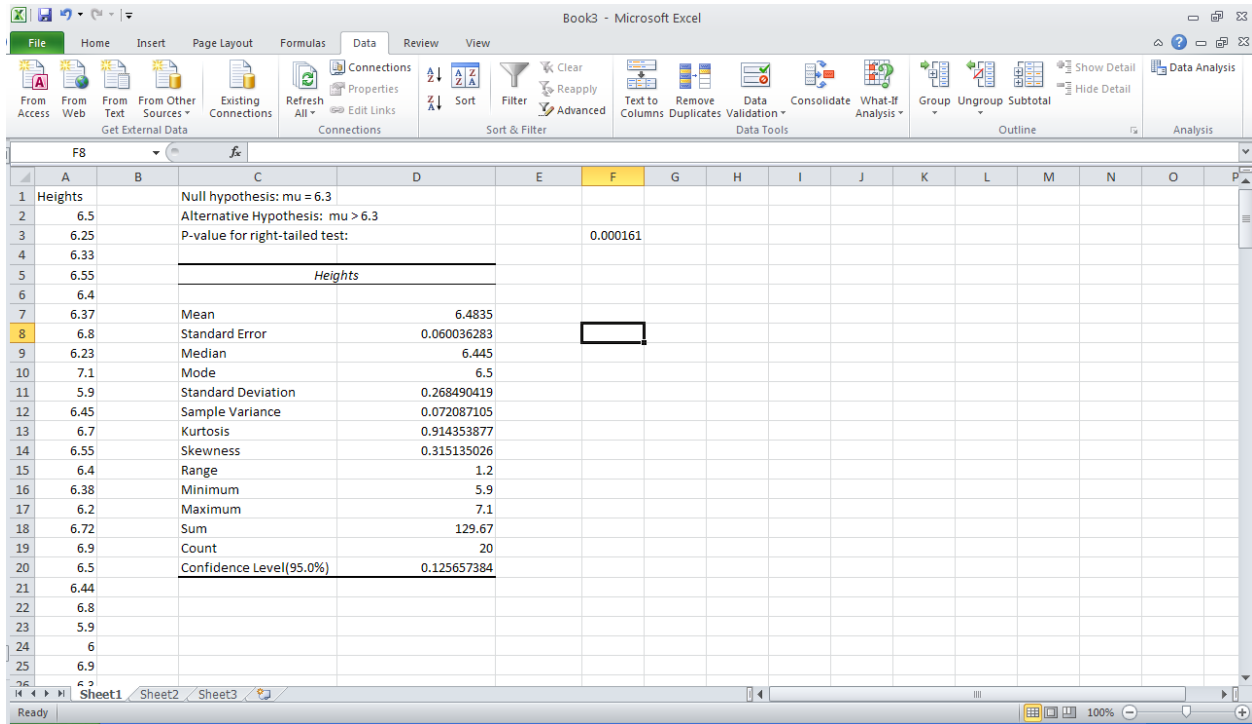 Book3 - Microsoft Excel
File Home Insert Page Layout Formulas Data Review View
From Access
From Web
From Text
From Other Sources
Existing Connections
Get External Data
Refresh All
Connections
Properties
Edit Links
Connections
Sort
Filter
Clear
Reapply
Advanced
Sort & Filter
Text to Columns
Remove Duplicates
Data Validation
Consolidate
What-If Analysis
Data Tools
Group
Ungroup
Subtotal
Show Detail
Hide Detail
Outline
Data Analysis
Analysis
F8 fx
A B C D E F G H I J K L M N O P
1 Heights Null hypothesis: mu = 6.3
2 6.5 Alternative Hypothesis: mu > 6.3
3 6.25 P-value for right-tailed test: 0.000161
4 6.33
5 6.55 Heights
6 6.4
7 6.37 Mean 6.4835
8 6.8 Standard Error 0.060036283
9 6.23 Median 6.445
10 7.1 Mode 6.5
11 5.9 Standard Deviation 0.268490419
12 6.45 Sample Variance 0.072087105
13 6.7 Kurtosis 0.914353877
14 6.55 Skewness 0.315135026
15 6.4 Range 1.2
16 6.38 Minimum 5.9
17 6.2 Maximum 7.1
18 6.72 Sum 129.67
19 6.9 Count 20
20 6.5 Confidence Level(95.0%) 0.125657384
21 6.44
22 6.8
23 5.9
24 6
25 6.9
Sheet1 Sheet2 Sheet3
Ready 100%